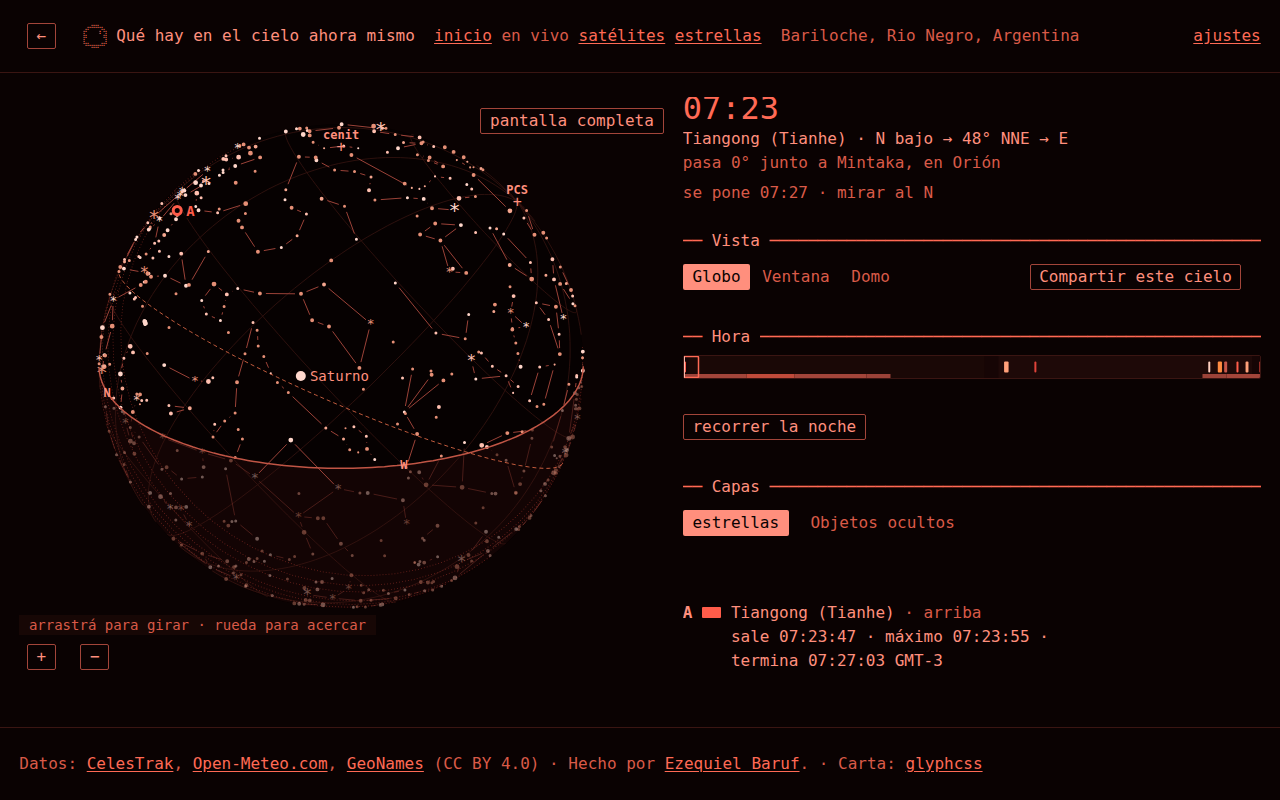 ← Qué hay en el cielo ahora mismo inicio en vivo satélites estrellas Bariloche, Rio Negro, Argentina ajustes
pantalla completa
cenit
PCS
A
Saturno
N
W
arrastrá para girar · rueda para acercar
+ −
07:23
Tiangong (Tianhe) · N bajo → 48° NNE → E
pasa 0° junto a Mintaka, en Orión
se pone 07:27 · mirar al N
Vista
Globo Ventana Domo Compartir este cielo
Hora
recorrer la noche
Capas
estrellas Objetos ocultos
A Tiangong (Tianhe) · arriba
sale 07:23:47 · máximo 07:23:55 ·
termina 07:27:03 GMT-3
Datos: CelesTrak, Open-Meteo.com, GeoNames (CC BY 4.0) · Hecho por Ezequiel Baruf. · Carta: glyphcss